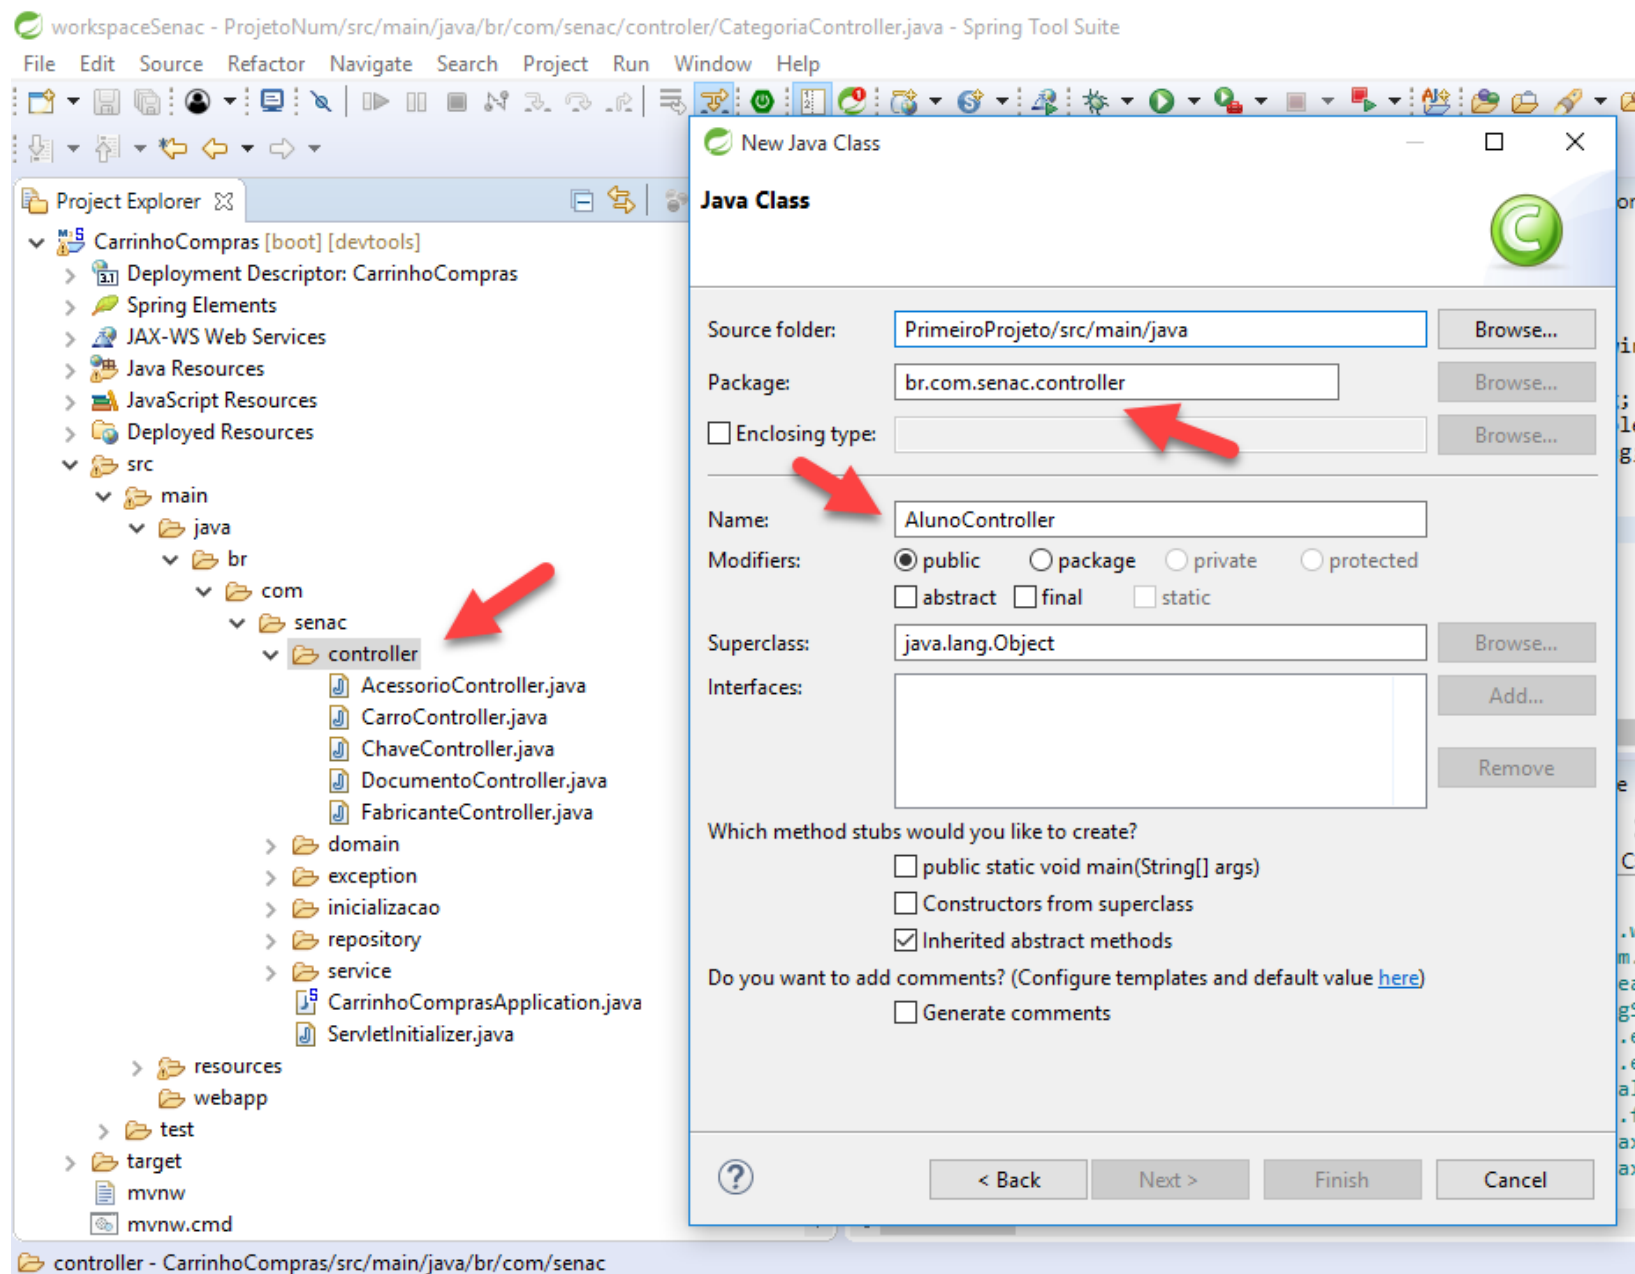 workspaceSenac - ProjetoNum/src/main/java/br/com/senac/controler/CategoriaController.java - Spring Tool Suite
File Edit Source Refactor Navigate Search Project Run Window Help
Project Explorer
CarrinhoCompras [boot] [devtools]
Deployment Descriptor: CarrinhoCompras
Spring Elements
JAX-WS Web Services
Java Resources
JavaScript Resources
Deployed Resources
src
main
java
br
com
senac
controller
AcessorioController.java
CarroController.java
ChaveController.java
DocumentoController.java
FabricanteController.java
domain
exception
inicializacao
repository
service
CarrinhoComprasApplication.java
ServletInitializer.java
resources
webapp
test
target
mvnw
mvnw.cmd
controller - CarrinhoCompras/src/main/java/br/com/senac
New Java Class
Java Class
Source folder: PrimeiroProjeto/src/main/java Browse...
Package: br.com.senac.controller Browse...
Enclosing type: Browse...
Name: AlunoController
Modifiers: public package private protected
abstract final static
Superclass: java.lang.Object Browse...
Interfaces: Add...
Remove
Which method stubs would you like to create?
public static void main(String[] args)
Constructors from superclass
Inherited abstract methods
Do you want to add comments? (Configure templates and default value here)
Generate comments
< Back Next > Finish Cancel